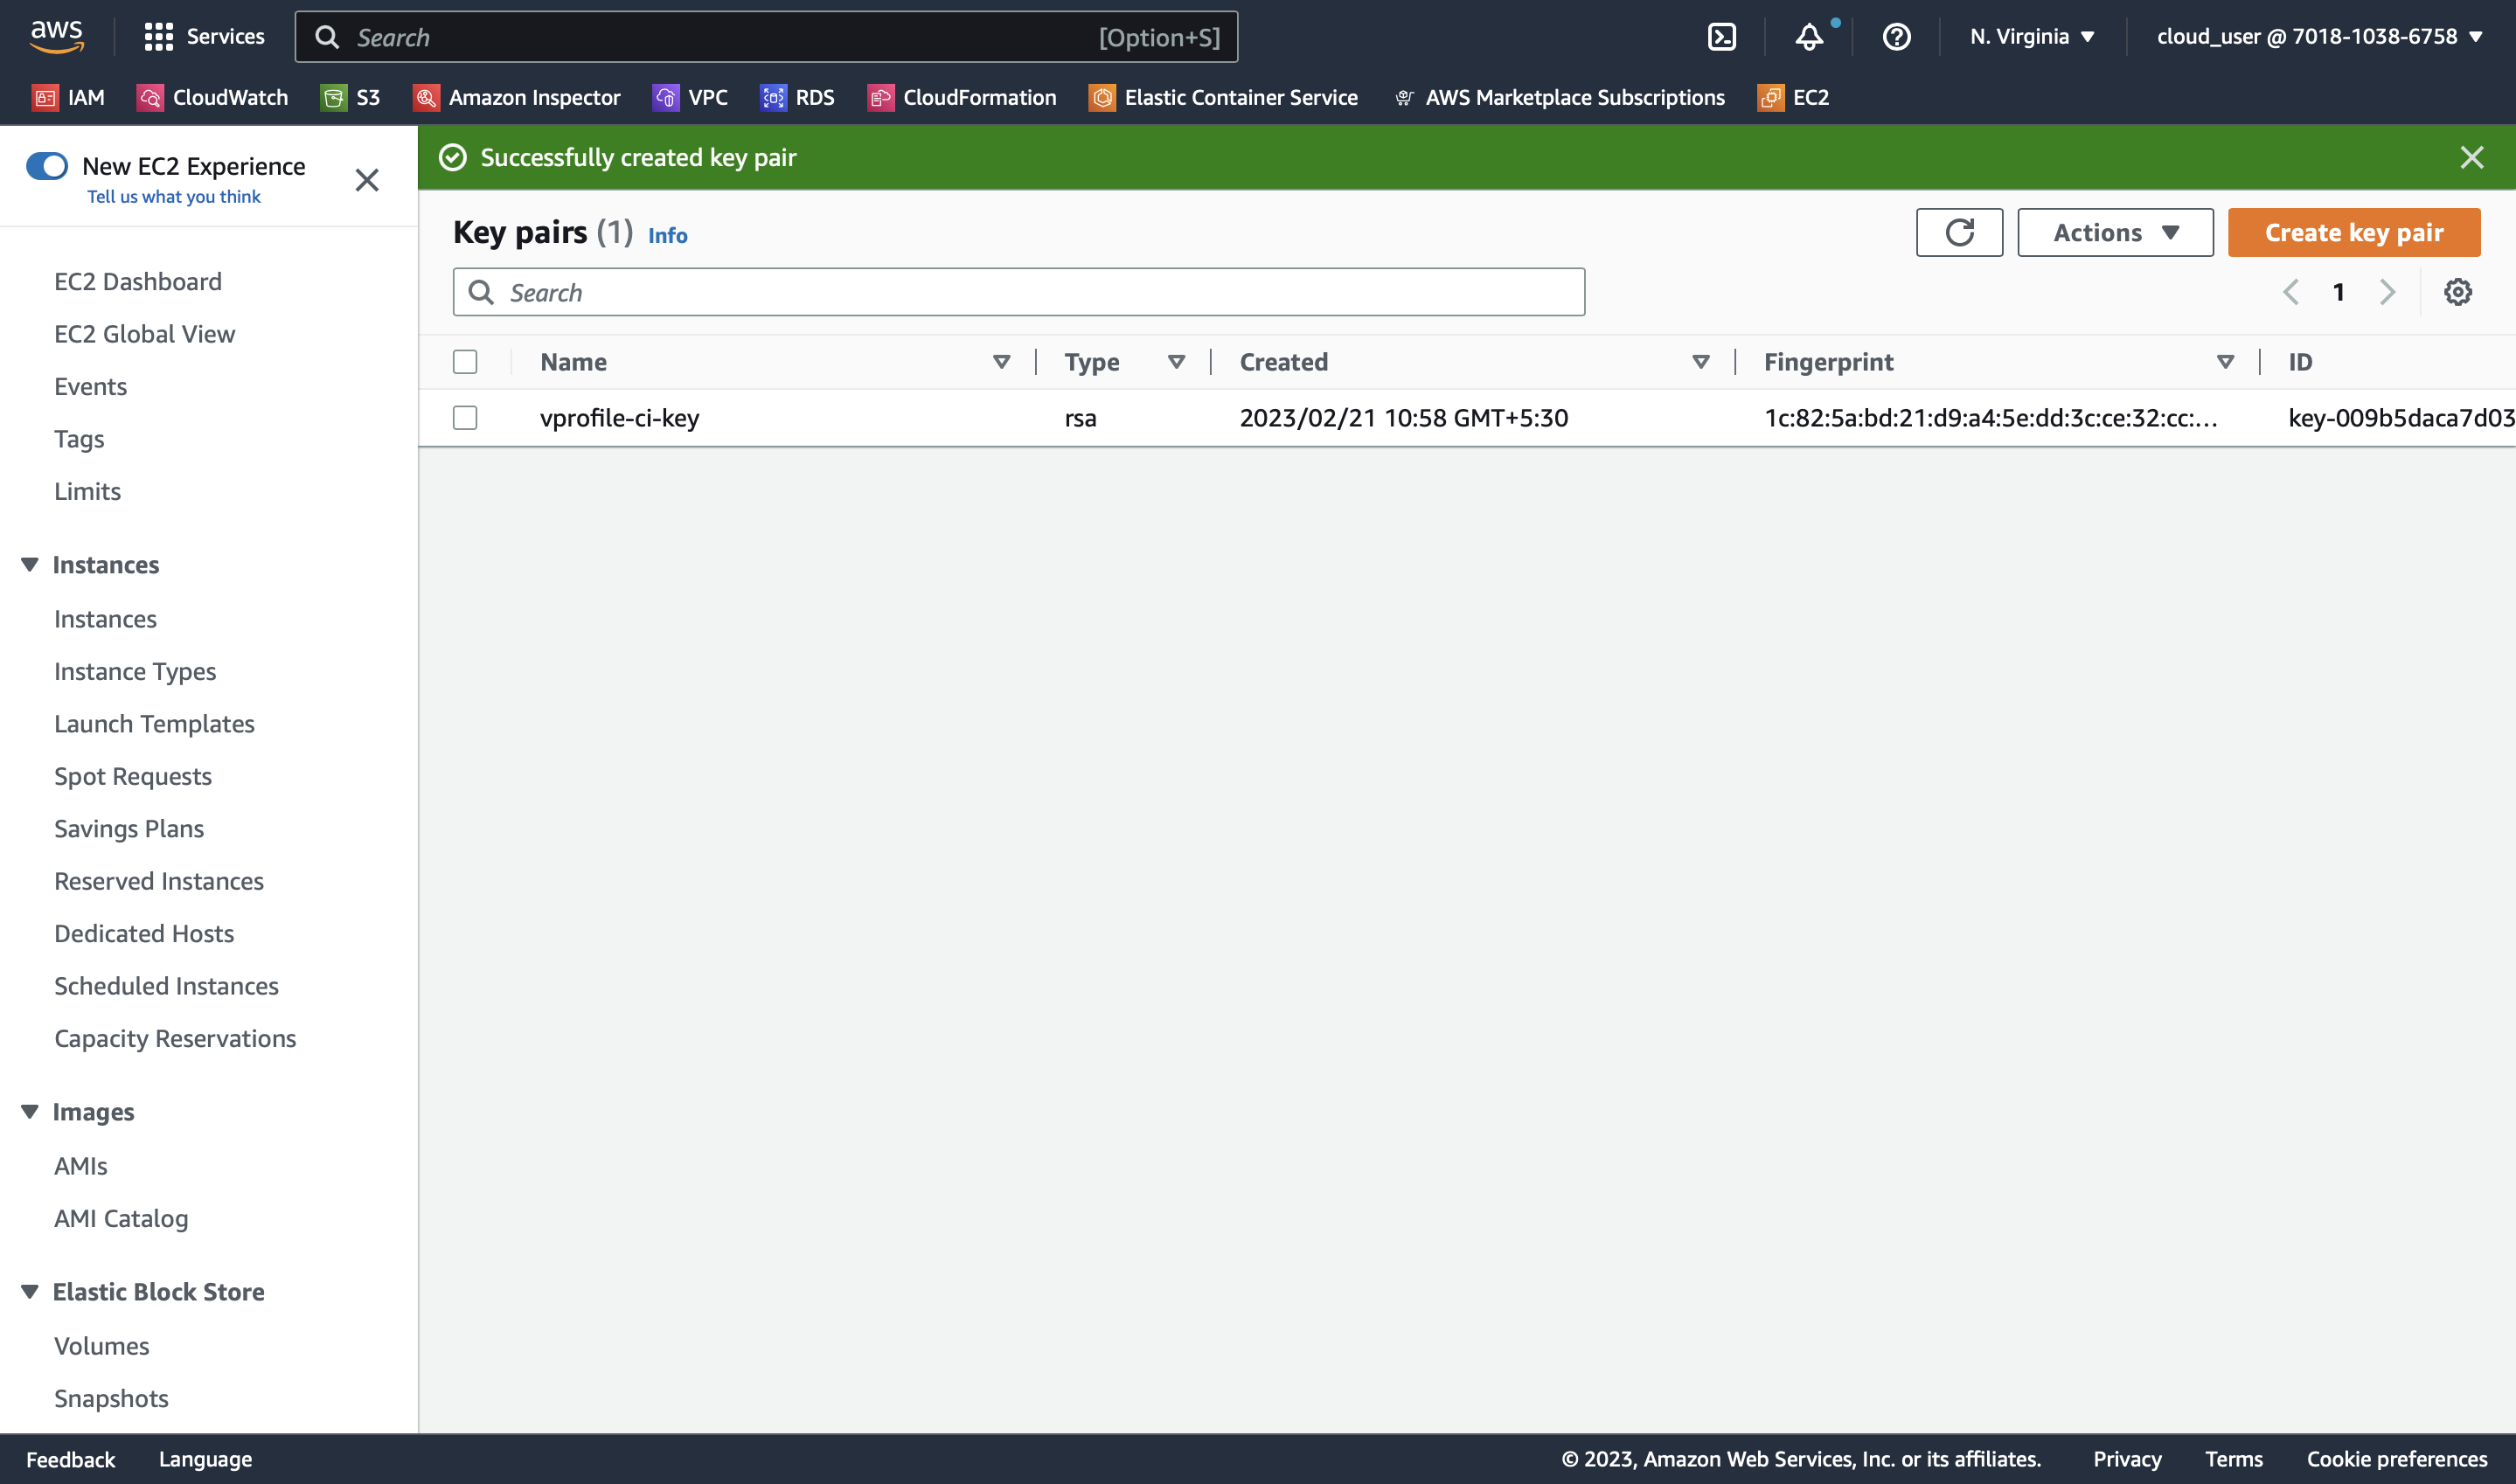 aws Services Search [Option+S] N. Virginia cloud_user @ 7018-1038-6758
IAM CloudWatch S3 Amazon Inspector VPC RDS CloudFormation Elastic Container Service AWS Marketplace Subscriptions EC2
New EC2 Experience
Tell us what you think
EC2 Dashboard
EC2 Global View
Events
Tags
Limits
Instances
Instances
Instance Types
Launch Templates
Spot Requests
Savings Plans
Reserved Instances
Dedicated Hosts
Scheduled Instances
Capacity Reservations
Images
AMIs
AMI Catalog
Elastic Block Store
Volumes
Snapshots
Successfully created key pair
Key pairs (1) Info Actions Create key pair
Search 1
Name Type Created Fingerprint ID
vprofile-ci-key rsa 2023/02/21 10:58 GMT+5:30 1c:82:5a:bd:21:d9:a4:5e:dd:3c:ce:32:cc:... key-009b5daca7d03
Feedback Language © 2023, Amazon Web Services, Inc. or its affiliates. Privacy Terms Cookie preferences